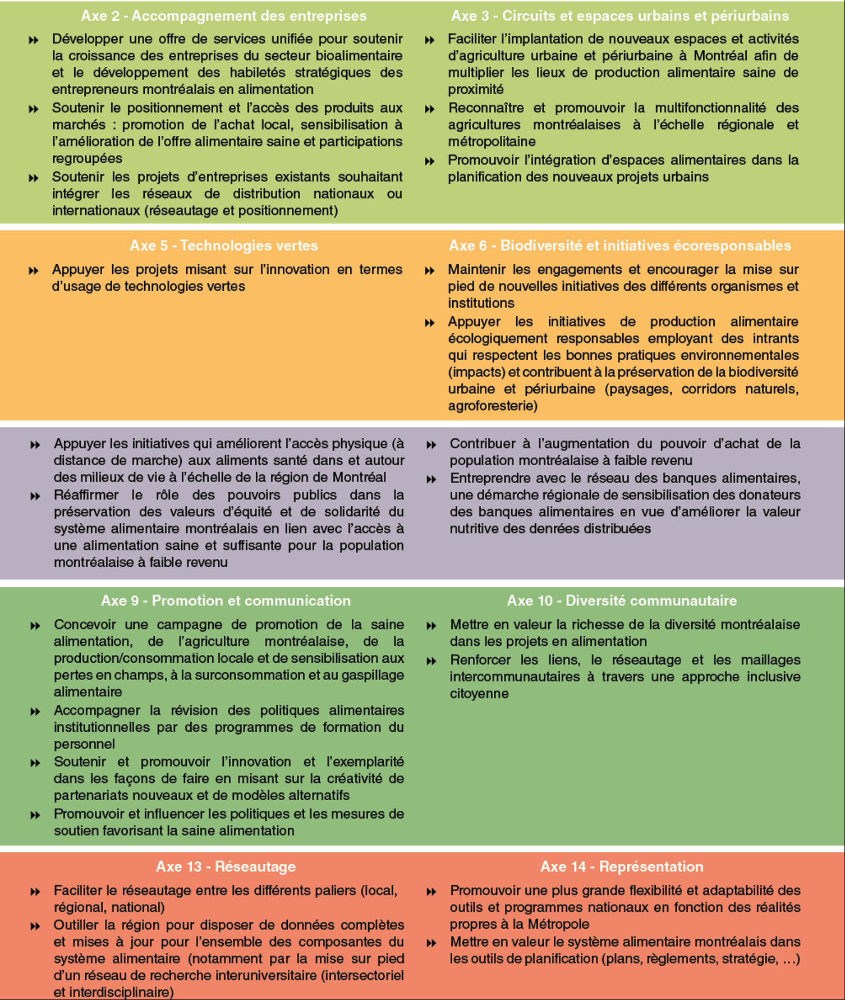 Axe 2 - Accompagnement des entreprises
Développer une offre de services unifiée pour soutenir
la croissance des entreprises du secteur bioalimentaire
et le développement des habiletés stratégiques des
entrepreneurs montréalais en alimentation
Soutenir le positionnement et l'accès des produits aux
marchés : promotion de l'achat local, sensibilisation à
l'amélioration de l'offre alimentaire saine et participations
regroupées
Soutenir les projets d'entreprises existants souhaitant
intégrer les réseaux de distribution nationaux ou
internationaux (réseautage et positionnement)
Axe 3 - Circuits et espaces urbains et périurbains
Faciliter l'implantation de nouveaux espaces et activités
d'agriculture urbaine et périurbaine à Montréal afin de
multiplier les lieux de production alimentaire saine de
proximité
Reconnaître et promouvoir la multifonctionnalité des
agricultures montréalaises à l'échelle régionale et
métropolitaine
Promouvoir l'intégration d'espaces alimentaires dans la
planification des nouveaux projets urbains
Axe 5 - Technologies vertes
Appuyer les projets misant sur l'innovation en termes
d'usage de technologies vertes
Axe 6 - Biodiversité et initiatives écoresponsables
Maintenir les engagements et encourager la mise sur
pied de nouvelles initiatives des différents organismes et
institutions
Appuyer les initiatives de production alimentaire
écologiquement responsables employant des intrants
qui respectent les bonnes pratiques environnementales
(impacts) et contribuent à la préservation de la biodiversité
urbaine et périurbaine (paysages, corridors naturels,
agroforesterie)
Appuyer les initiatives qui améliorent l'accès physique (à
distance de marche) aux aliments santé dans et autour
des milieux de vie à l'échelle de la région de Montréal
Réaffirmer le rôle des pouvoirs publics dans la
préservation des valeurs d'équité et de solidarité du
système alimentaire montréalais en lien avec l'accès à
une alimentation saine et suffisante pour la population
montréalaise à faible revenu
Contribuer à l'augmentation du pouvoir d'achat de la
population montréalaise à faible revenu
Entreprendre avec le réseau des banques alimentaires,
une démarche régionale de sensibilisation des donateurs
des banques alimentaires en vue d'améliorer la valeur
nutritive des denrées distribuées
Axe 9 - Promotion et communication
Concevoir une campagne de promotion de la saine
alimentation, de l'agriculture montréalaise, de la
production/consommation locale et de sensibilisation aux
pertes en champs, à la surconsommation et au gaspillage
alimentaire
Accompagner la révision des politiques alimentaires
institutionnelles par des programmes de formation du
personnel
Soutenir et promouvoir l'innovation et l'exemplarité
dans les façons de faire en misant sur la créativité de
partenariats nouveaux et de modèles alternatifs
Promouvoir et influencer les politiques et les mesures de
soutien favorisant la saine alimentation
Axe 10 - Diversité communautaire
Mettre en valeur la richesse de la diversité montréalaise
dans les projets en alimentation
Renforcer les liens, le réseautage et les maillages
intercommunautaires à travers une approche inclusive
citoyenne
Axe 13 - Réseautage
Faciliter le réseautage entre les différents paliers (local,
régional, national)
Outiller la région pour disposer de données complètes
et mises à jour pour l'ensemble des composantes du
système alimentaire (notamment par la mise sur pied
d'un réseau de recherche interuniversitaire (intersectoriel
et interdisciplinaire)
Axe 14 - Représentation
Promouvoir une plus grande flexibilité et adaptabilité des
outils et programmes nationaux en fonction des réalités
propres à la Métropole
Mettre en valeur le système alimentaire montréalais dans
les outils de planification (plans, règlements, stratégie, ...)